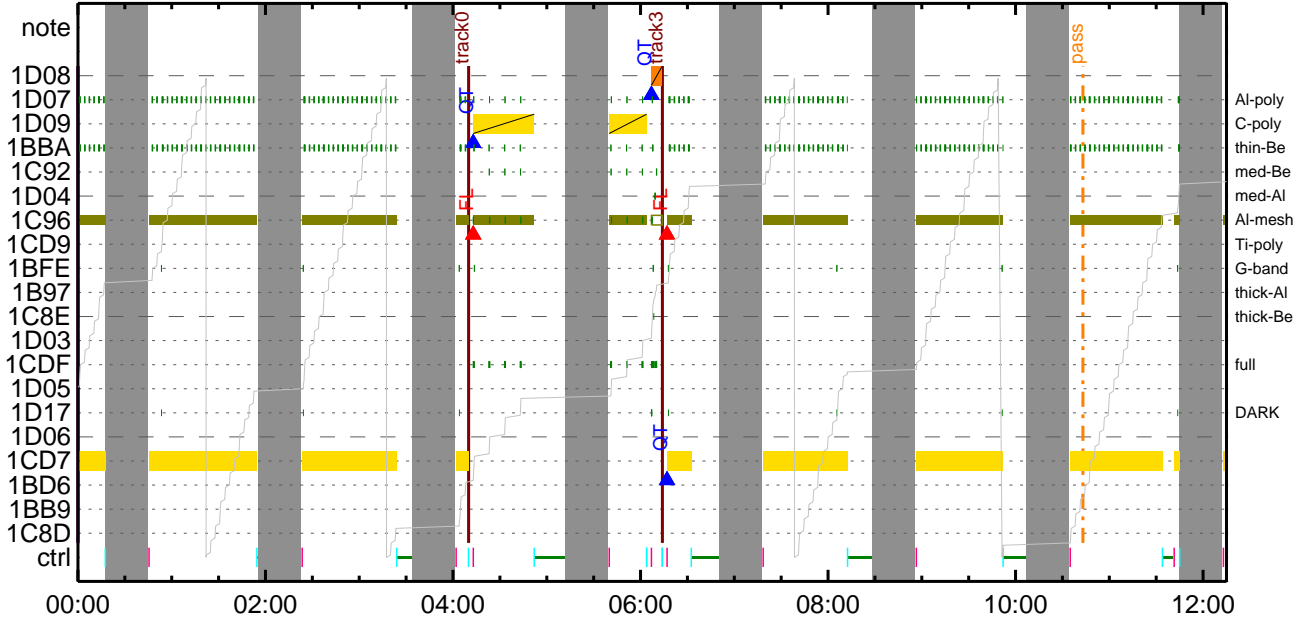 note
track0
QT
track3
pass
1D08
1D07
QT
Al-poly
1D09
C-poly
1BBA
thin-Be
1C92
med-Be
1D04
FL
FL
med-Al
1C96
Al-mesh
1CD9
Ti-poly
1BFE
G-band
1B97
thick-Al
1C8E
thick-Be
1D03
1CDF
full
1D05
1D17
DARK
1D06
QT
1CD7
1BD6
1BB9
1C8D
ctrl
00:00
02:00
04:00
06:00
08:00
10:00
12:00